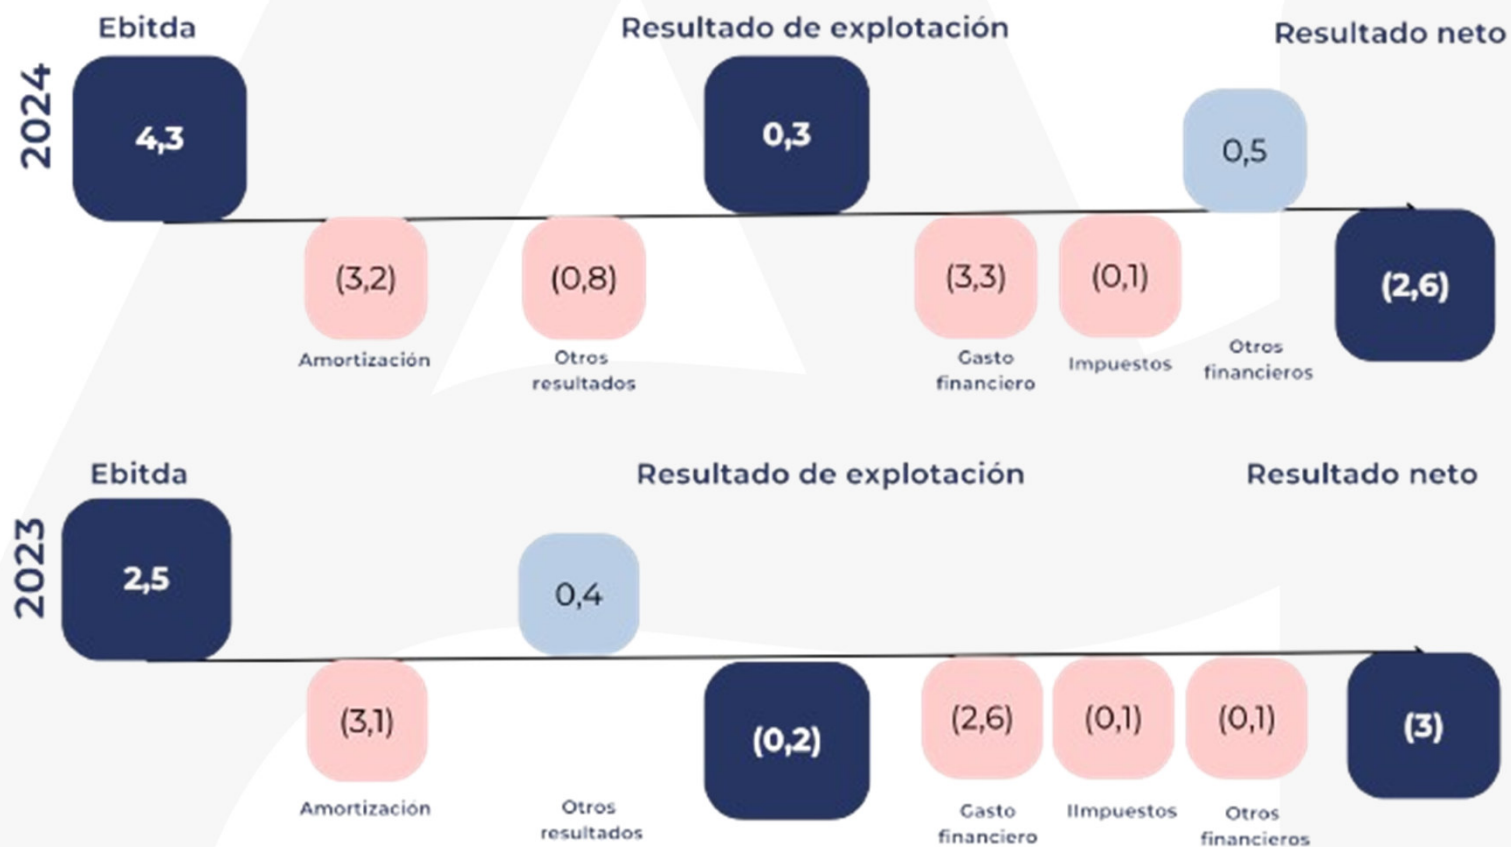 Ebitda
Resultado de explotación
Resultado neto
2024
4,3
0,3
0,5
(3,2)
(0,8)
(3,3)
(0,1)
(2,6)
Amortización
Otros
resultados
Gasto
financiero
Impuestos
Otros
financieros
Ebitda
Resultado de explotación
Resultado neto
2023
2,5
0,4
(3,1)
(0,2)
(2,6)
(0,1)
(0,1)
(3)
Amortización
Otros
resultados
Gasto
financiero
IImpuestos
Otros
financieros